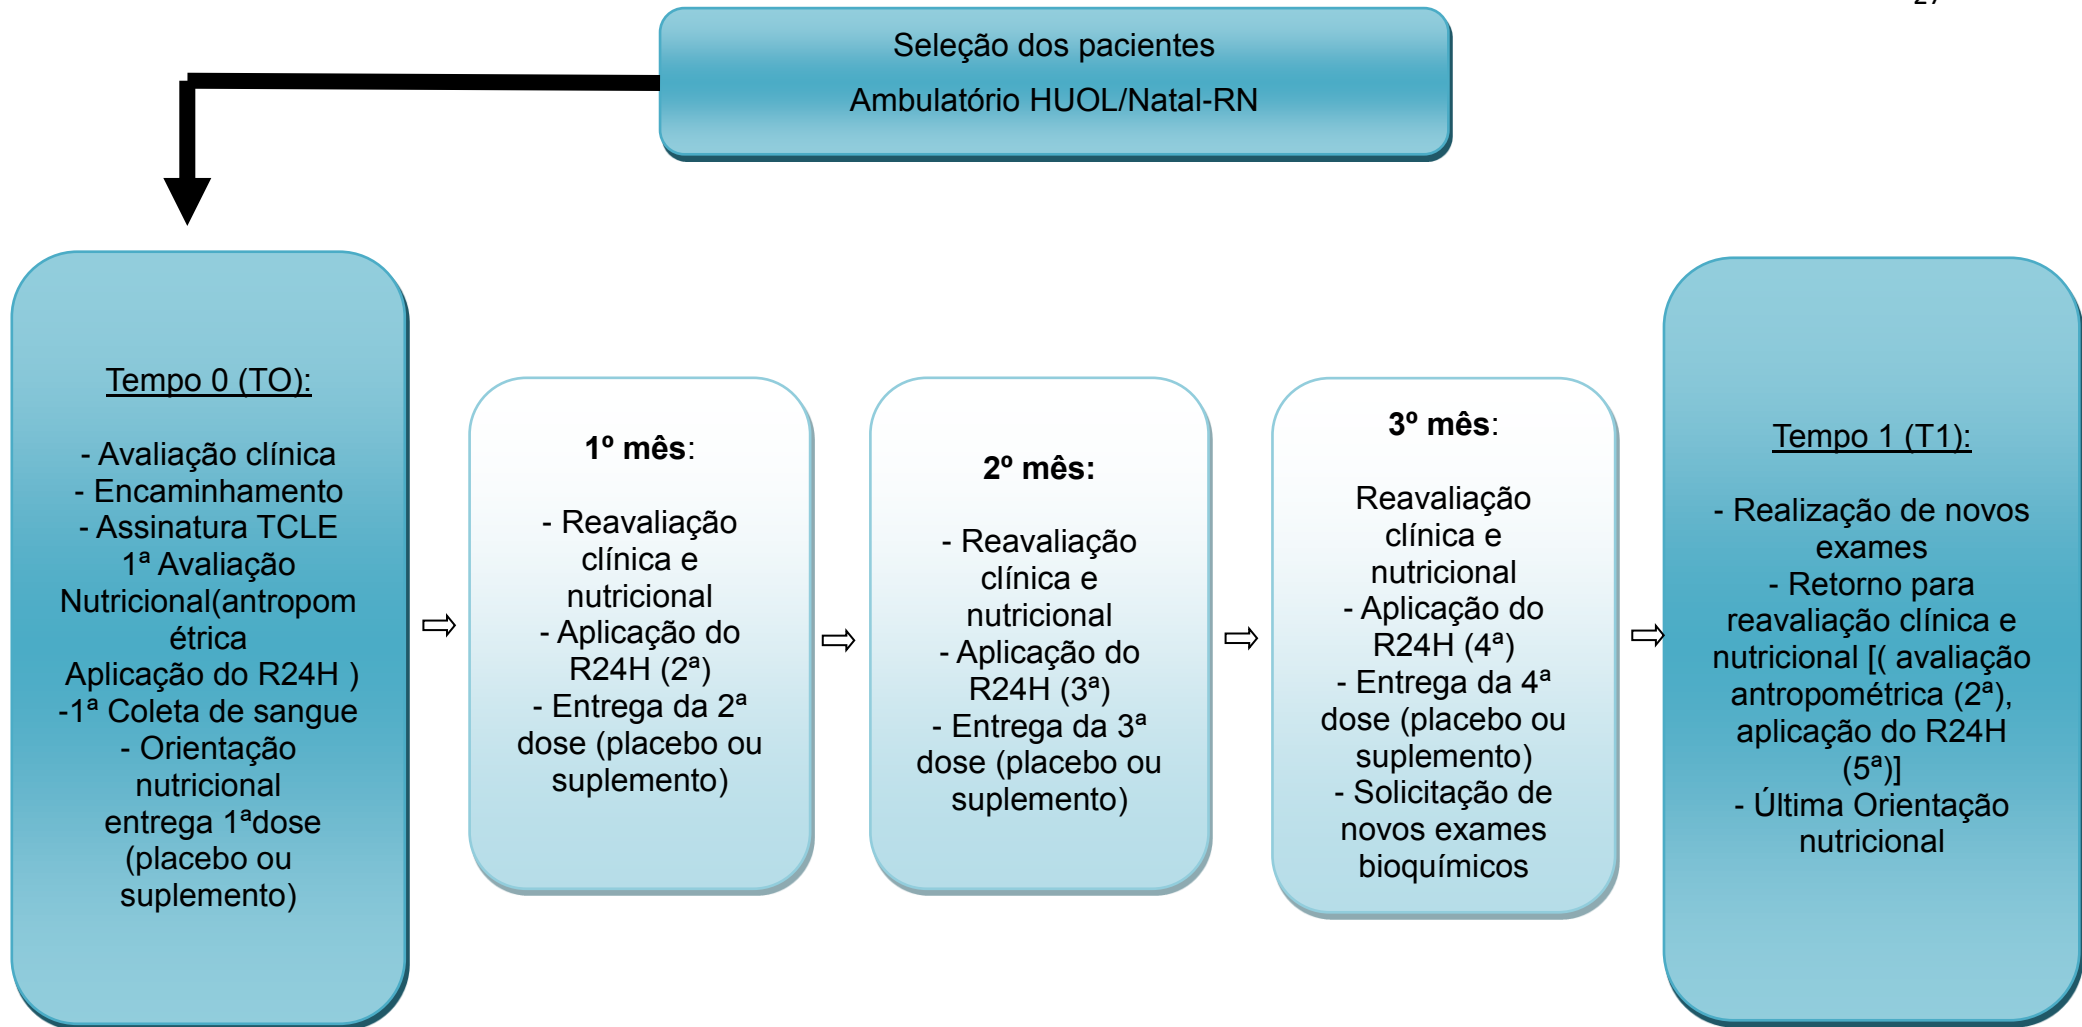 27
Seleção dos pacientes
Ambulatório HUOL/Natal-RN
Tempo 0 (TO):
- Avaliação clínica
- Encaminhamento
- Assinatura TCLE
1ª Avaliação
Nutricional(antropom
étrica
Aplicação do R24H )
-1ª Coleta de sangue
- Orientação
nutricional
entrega 1ªdose
(placebo ou
suplemento)
1º mês:
- Reavaliação
clínica e
nutricional
- Aplicação do
R24H (2ª)
- Entrega da 2ª
dose (placebo ou
suplemento)
2º mês:
- Reavaliação
clínica e
nutricional
- Aplicação do
R24H (3ª)
- Entrega da 3ª
dose (placebo ou
suplemento)
3º mês:
Reavaliação
clínica e
nutricional
- Aplicação do
R24H (4ª)
- Entrega da 4ª
dose (placebo ou
suplemento)
- Solicitação de
novos exames
bioquímicos
Tempo 1 (T1):
- Realização de novos
exames
- Retorno para
reavaliação clínica e
nutricional [( avaliação
antropométrica (2ª),
aplicação do R24H
(5ª)]
- Última Orientação
nutricional